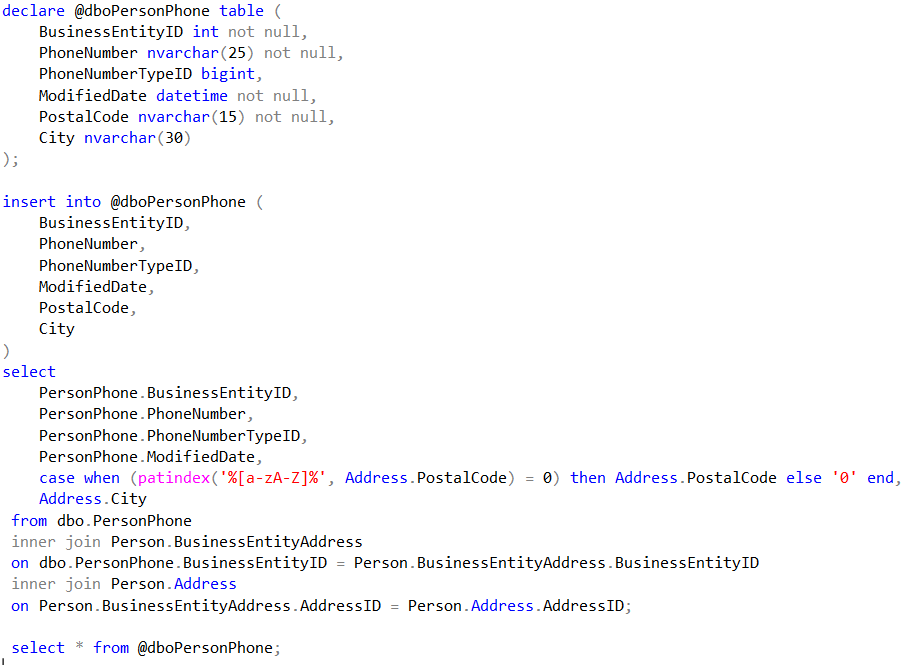 declare @dboPersonPhone table (
    BusinessEntityID int not null,
    PhoneNumber nvarchar(25) not null,
    PhoneNumberTypeID bigint,
    ModifiedDate datetime not null,
    PostalCode nvarchar(15) not null,
    City nvarchar(30)
);

insert into @dboPersonPhone (
    BusinessEntityID,
    PhoneNumber,
    PhoneNumberTypeID,
    ModifiedDate,
    PostalCode,
    City
)
select
    PersonPhone.BusinessEntityID,
    PersonPhone.PhoneNumber,
    PersonPhone.PhoneNumberTypeID,
    PersonPhone.ModifiedDate,
    case when (patindex('%[a-zA-Z]%', Address.PostalCode) = 0) then Address.PostalCode else '0' end,
    Address.City
 from dbo.PersonPhone
 inner join Person.BusinessEntityAddress
 on dbo.PersonPhone.BusinessEntityID = Person.BusinessEntityAddress.BusinessEntityID
 inner join Person.Address
 on Person.BusinessEntityAddress.AddressID = Person.Address.AddressID;

 select * from @dboPersonPhone;